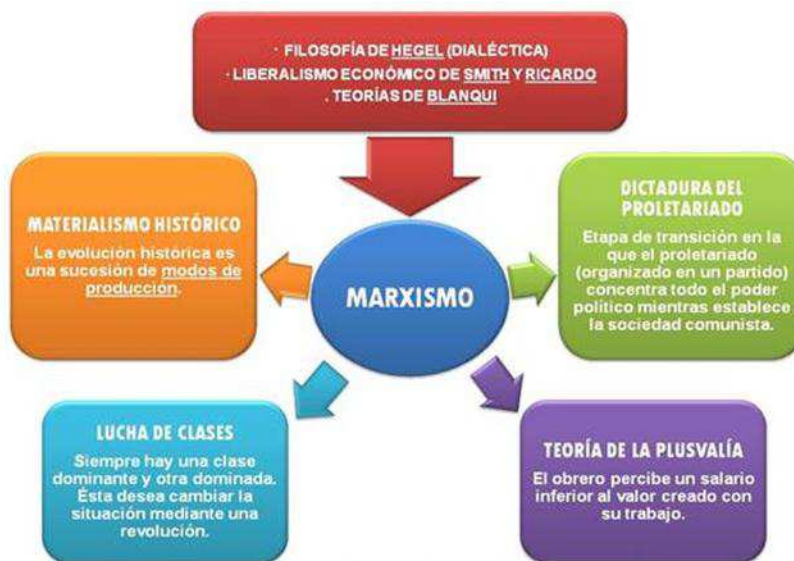 · FILOSOFÍA DE HEGEL (DIALÉCTICA)
· LIBERALISMO ECONÓMICO DE SMITH Y RICARDO
. TEORÍAS DE BLANQUI
MATERIALISMO HISTÓRICO
La evolución histórica es
una sucesión de modos de
producción.
MARXISMO
DICTADURA DEL
PROLETARIADO
Etapa de transición en la
que el proletariado
(organizado en un partido)
concentra todo el poder
político mientras establece
la sociedad comunista.
LUCHA DE CLASES
Siempre hay una clase
dominante y otra dominada.
Ésta desea cambiar la
situación mediante una
revolución.
TEORÍA DE LA PLUSVALÍA
El obrero percibe un salario
inferior al valor creado con
su trabajo.